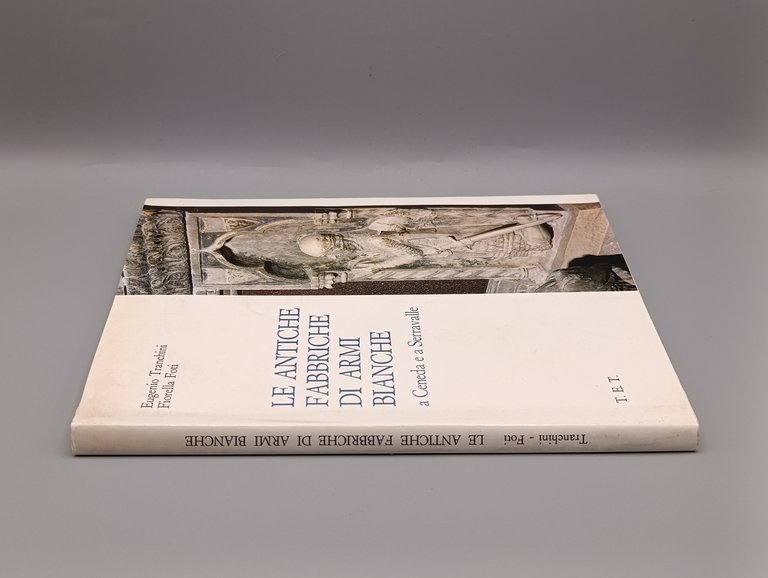 Eugenio Tranchini
Fiorella Foti
LE ANTICHE
FABBRICHE
DI ARMI
BIANCHE
a Ceneda e a Serravalle
T. E. T.
Tranchini - Foti LE ANTICHE FABBRICHE DI ARMI BIANCHE